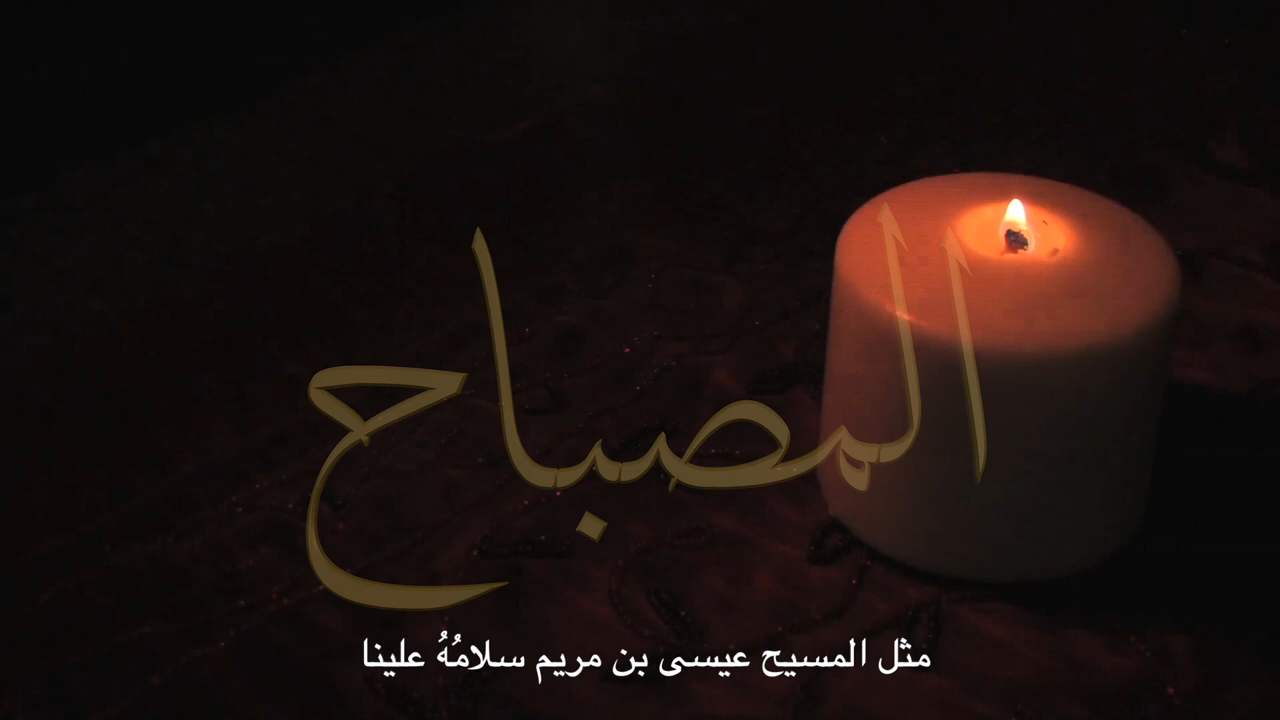 المصباح
مثل المسيح عيسى بن مريم سلامُهُ علينا